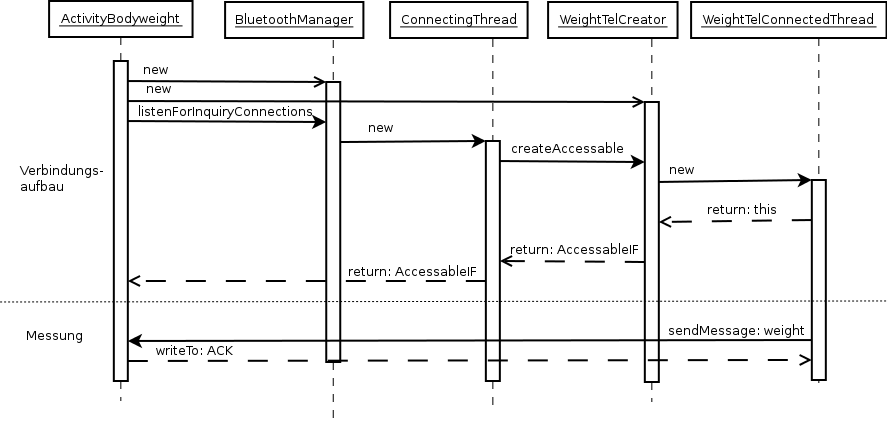 ActivityBodyweight
BluetoothManager
ConnectingThread
WeightTelCreator
WeightTelConnectedThread
new
new
listenForInquiryConnections
new
createAccessable
new
Verbindungs-
aufbau
return: this
return: AccessableIF
return: AccessableIF
Messung
sendMessage: weight
writeTo: ACK